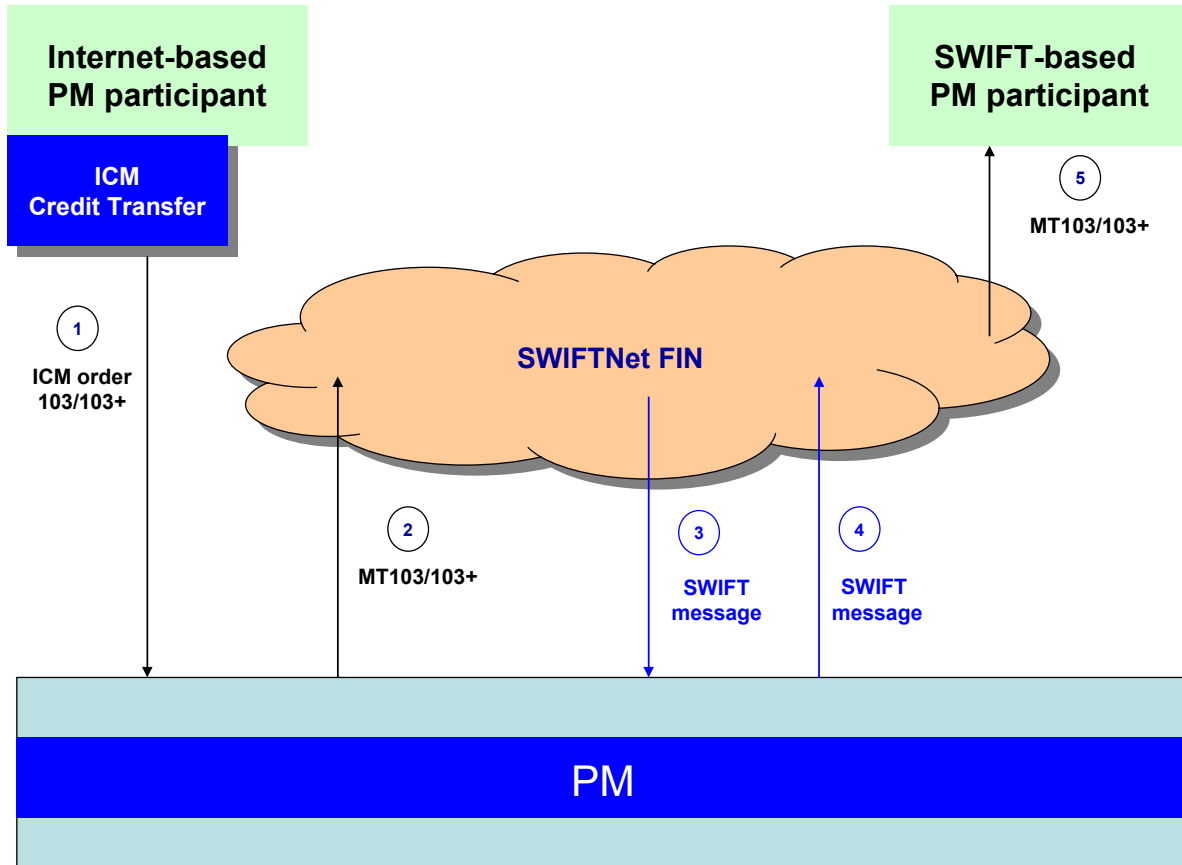 Internet-based
PM participant
SWIFT-based
PM participant
ICM
Credit Transfer
5
MT103/103+
1
ICM order
103/103+
SWIFTNet FIN
2
MT103/103+
3
SWIFT
message
4
SWIFT
message
PM